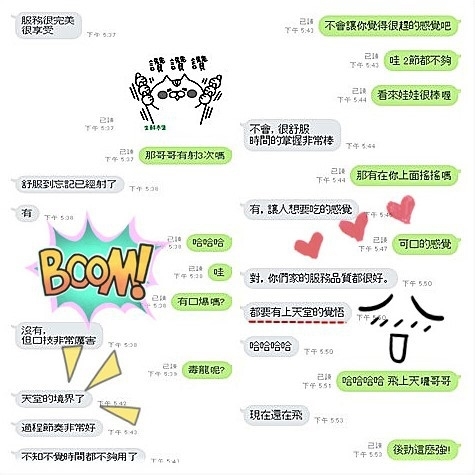 服務很完美
很享受
下午 5:37
讚讚讚
已讀
下午 5:37
已讀
下午 5:37
那哥哥有射3次嗎
舒服到忘記已經射了
下午 5:38
有
下午 5:38
已讀
哈哈哈
已讀
5:38
哇
BOOM!
已讀
5:38
有口爆嗎?
沒有,
但口技非常厲害
下午 5:38
已讀
下午 5:39
毒龍呢?
天堂的境界了
下午 5:42
過程節奏非常好
下午 5:43
不知不覺時間都不夠用了
下午 5:41
已讀
下午 5:43
不會讓你覺得很趕的感覺吧
已讀
下午 5:43
哇 2節都不夠
已讀
下午 5:44
看來娃娃很棒喔
不會, 很舒服
時間的掌握非常棒
下午 5:44
已讀
下午 5:44
那有在你上面搖搖嗎
有, 讓人想要吃的感覺
下午 5:46
已讀
下午 5:47
可口的感覺
對, 你們家的服務品質都很好。
下午 5:50
都要有上天堂的覺悟
下午 5:50
哈哈哈哈
下午 5:50
已讀
下午 5:51
哈哈哈哈 飛上天嘰哥哥
現在還在飛
下午 5:53
已讀
下午 5:53
後勁這麼強!!